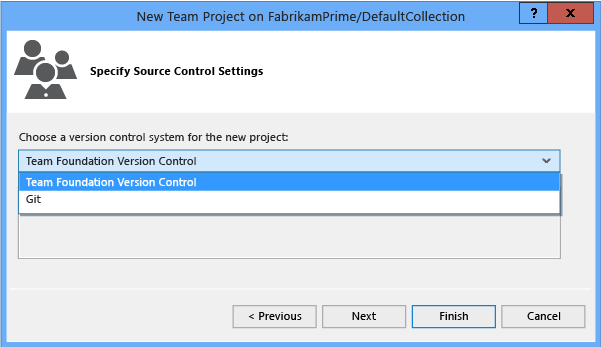 New Team Project on FabrikamPrime/DefaultCollection
? x
Specify Source Control Settings
Choose a version control system for the new project:
Team Foundation Version Control
Team Foundation Version Control
Git
< Previous Next Finish Cancel